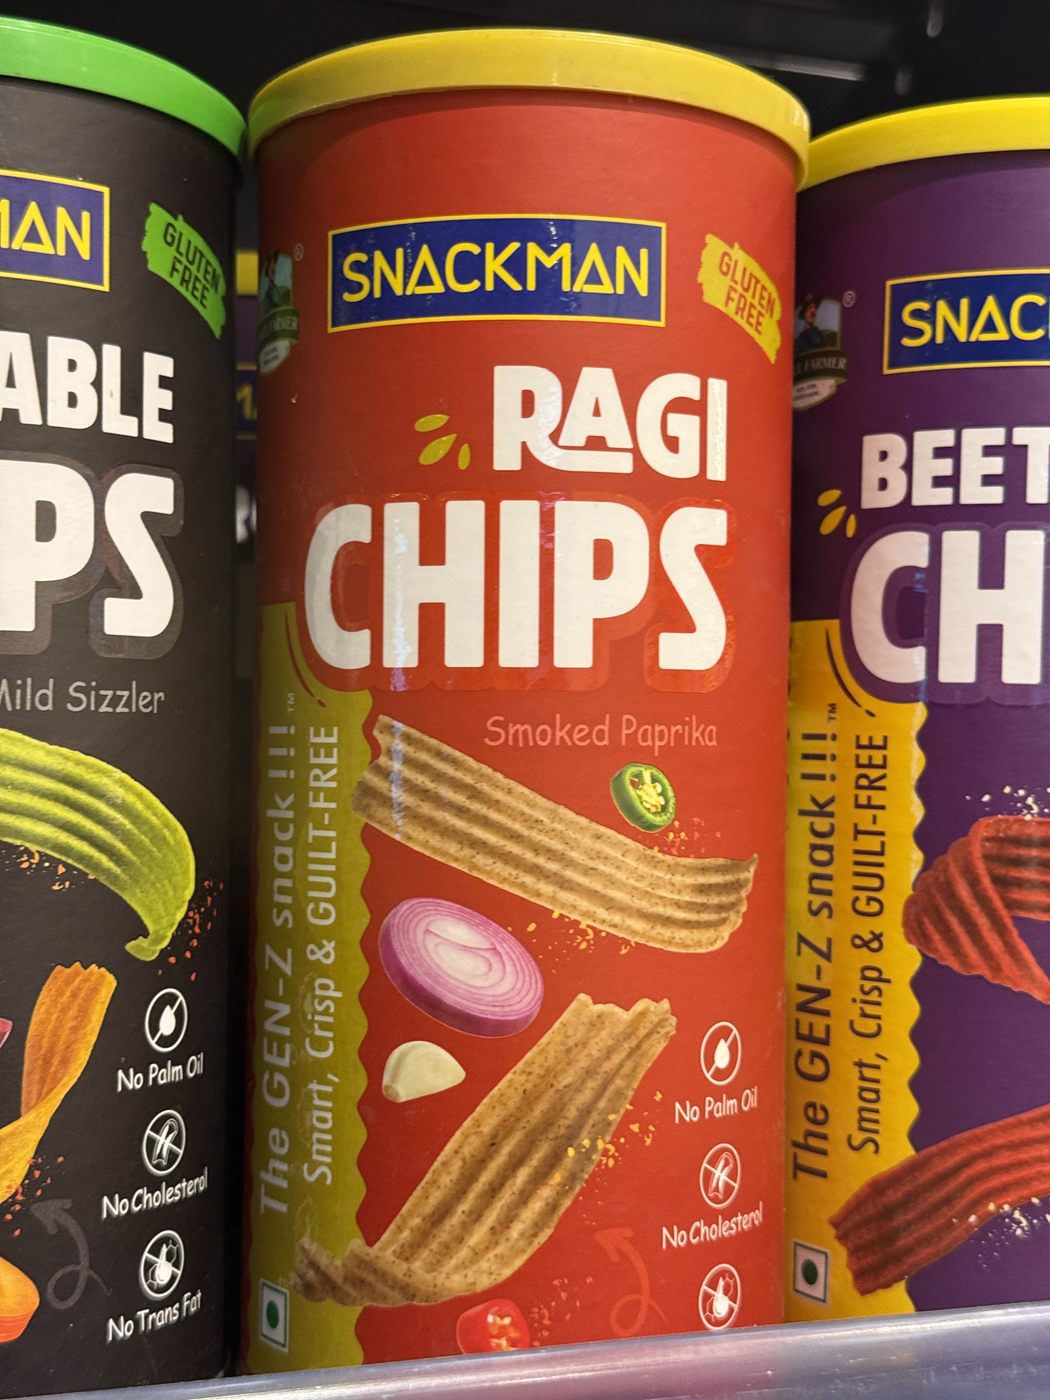 GLUTEN
FREE
ABLE
PS
Mild Sizzler
No Palm Oil
No Cholesterol
No Trans Fat
SNACKMAN
GLUTEN
FREE
RAGI
CHIPS
Smoked Paprika
The GEN-Z snack !!! ™
Smart, Crisp & GUILT-FREE
No Palm Oil
No Cholesterol
®
FARMER
SNAC
BEET
CH
The GEN-Z snack !!! ™
Smart, Crisp & GUILT-FREE